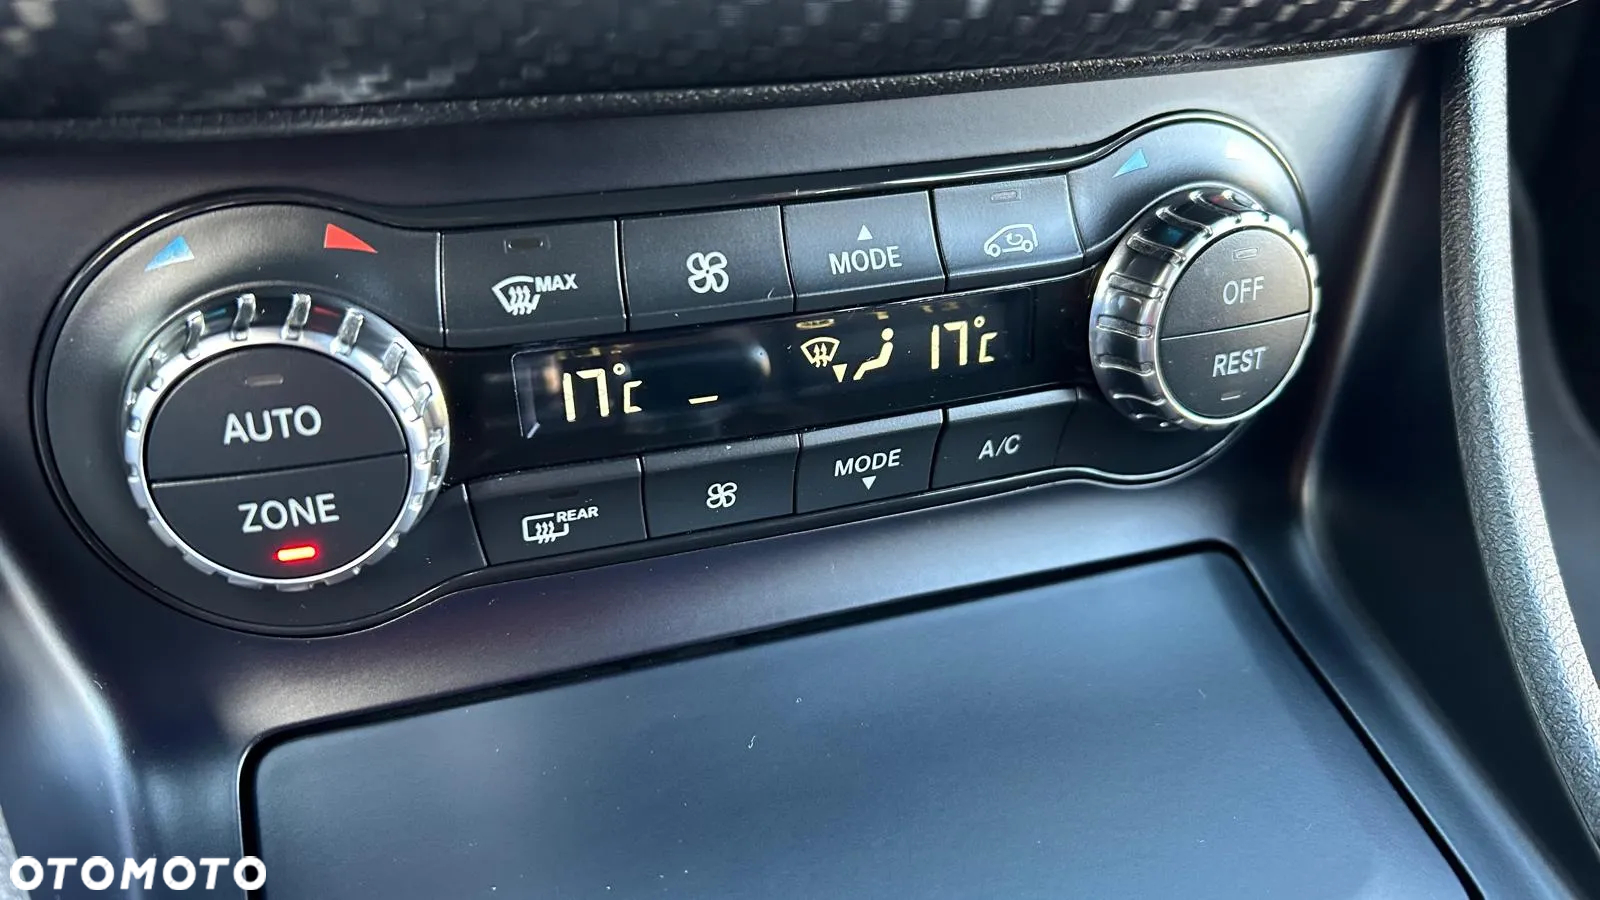 MAX
MODE
OFF
REST
17°C
17°C
AUTO
ZONE
REAR
MODE
A/C
OTOMOTO